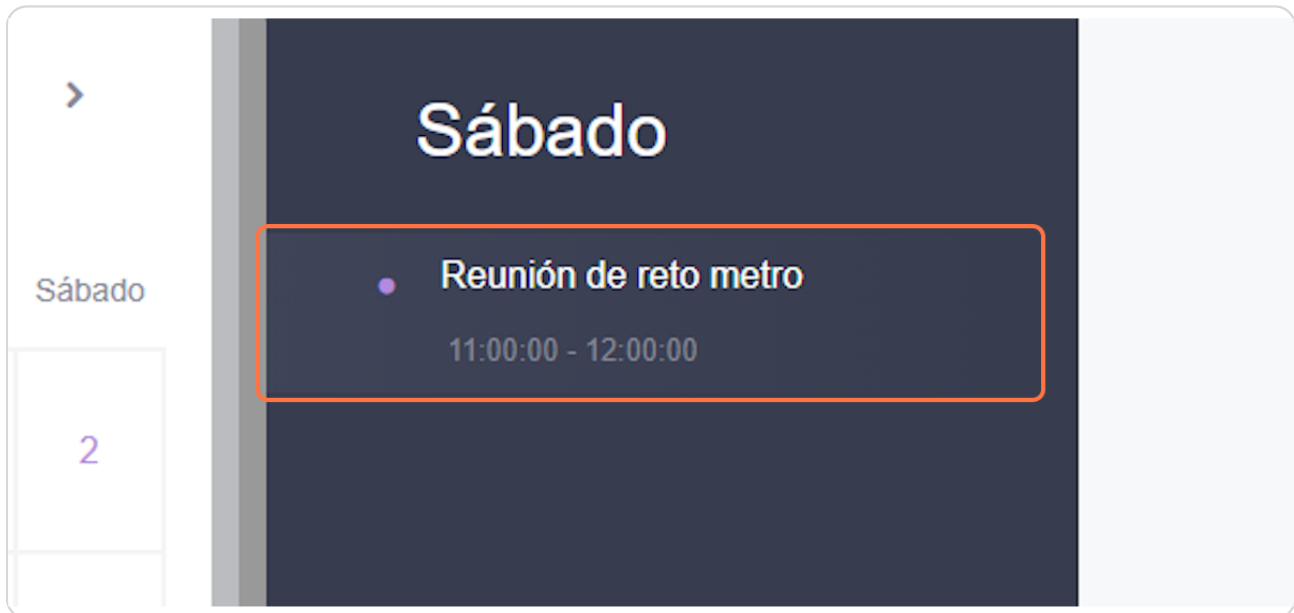 Sábado
2
Sábado
Reunión de reto metro
11:00:00 - 12:00:00